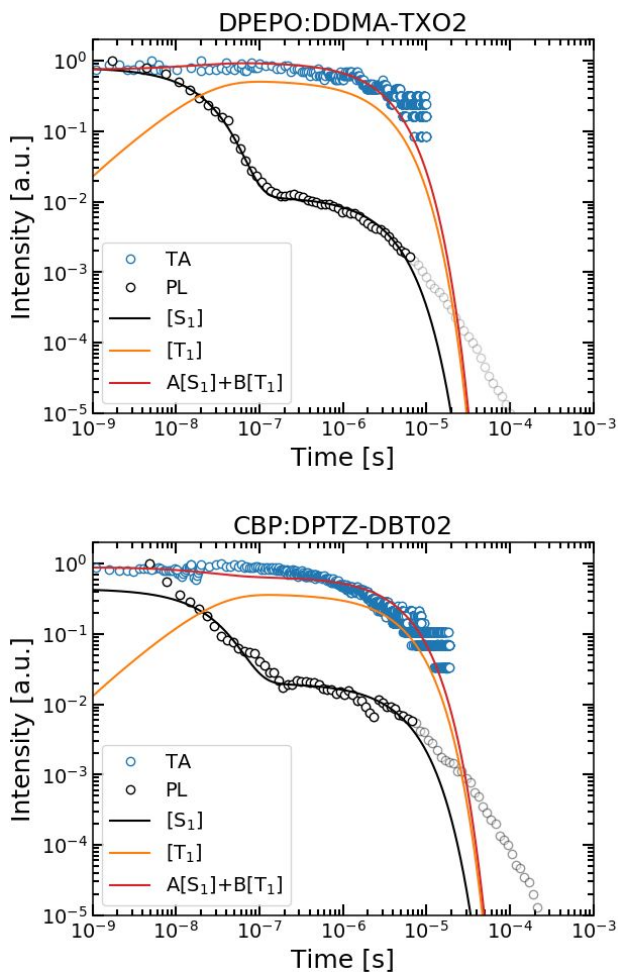 DPEPO:DDMA-TXO2
Intensity [a.u.]
10⁰
10⁻¹
10⁻²
10⁻³
10⁻⁴
10⁻⁵
TA
PL
[S₁]
[T₁]
A[S₁]+B[T₁]
10⁻⁹ 10⁻⁸ 10⁻⁷ 10⁻⁶ 10⁻⁵ 10⁻⁴ 10⁻³
Time [s]
CBP:DPTZ-DBT02
Intensity [a.u.]
10⁰
10⁻¹
10⁻²
10⁻³
10⁻⁴
10⁻⁵
TA
PL
[S₁]
[T₁]
A[S₁]+B[T₁]
10⁻⁹ 10⁻⁸ 10⁻⁷ 10⁻⁶ 10⁻⁵ 10⁻⁴ 10⁻³
Time [s]